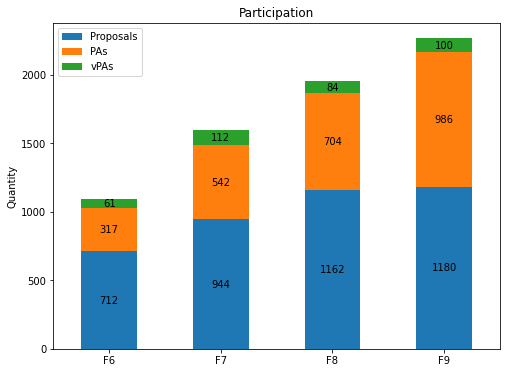 Participation
Proposals
PAs
vPAs
Quantity
2000
1500
1000
500
0
61
317
712
112
542
944
84
704
1162
100
986
1180
F6
F7
F8
F9